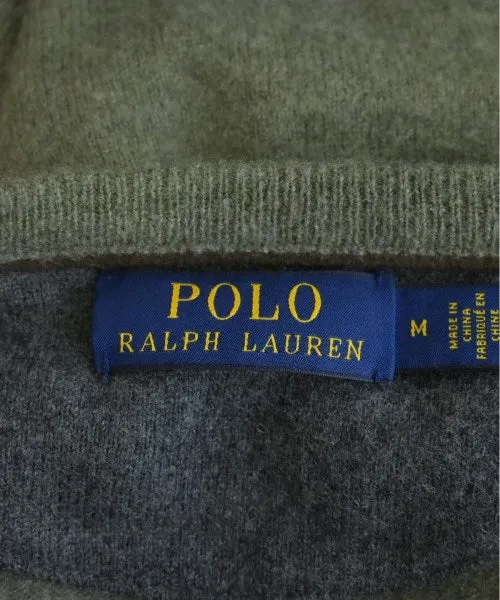 POLO
RALPH LAUREN
M
MADE IN
CHINA
FABRIQUÉ EN
CHINE